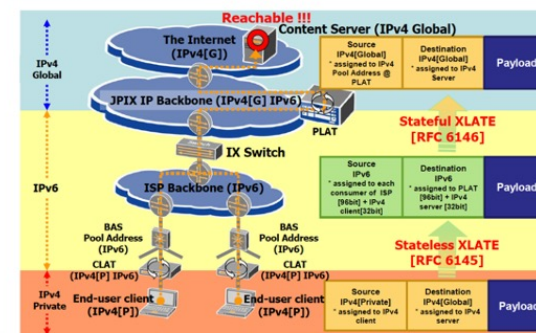 Reachable !!!
Content Server (IPv4 Global)
The Internet
(IPv4[G])
JPIX IP Backbone (IPv4[G] IPv6)
PLAT
IX Switch
ISP Backbone (IPv6)
BAS
Pool Address
(IPv6)
BAS
Pool Address
(IPv6)
CLAT
(IPv4[P] IPv6)
CLAT
(IPv4[P] IPv6)
End-user client
(IPv4[P])
End-user client
(IPv4[P])
IPv4
Global
IPv6
IPv4
Private
Source
IPv4[Global]
* assigned to IPv4
Pool Address @
PLAT
Destination
IPv4[Global]
* assigned to IPv4
Server
Payload
Stateful XLATE
[RFC 6146]
Source
IPv6
* assigned to each
consumer of ISP
[96bit] + IPv4
client[32bit]
Destination
IPv6
* assigned to PLAT
[96bit] + IPv4
server [32bit]
Payload
Stateless XLATE
[RFC 6145]
Source
IPv4[Private]
* assigned to IPv4
client
Destination
IPv4[Global]
* assigned to IPv4
server
Payload